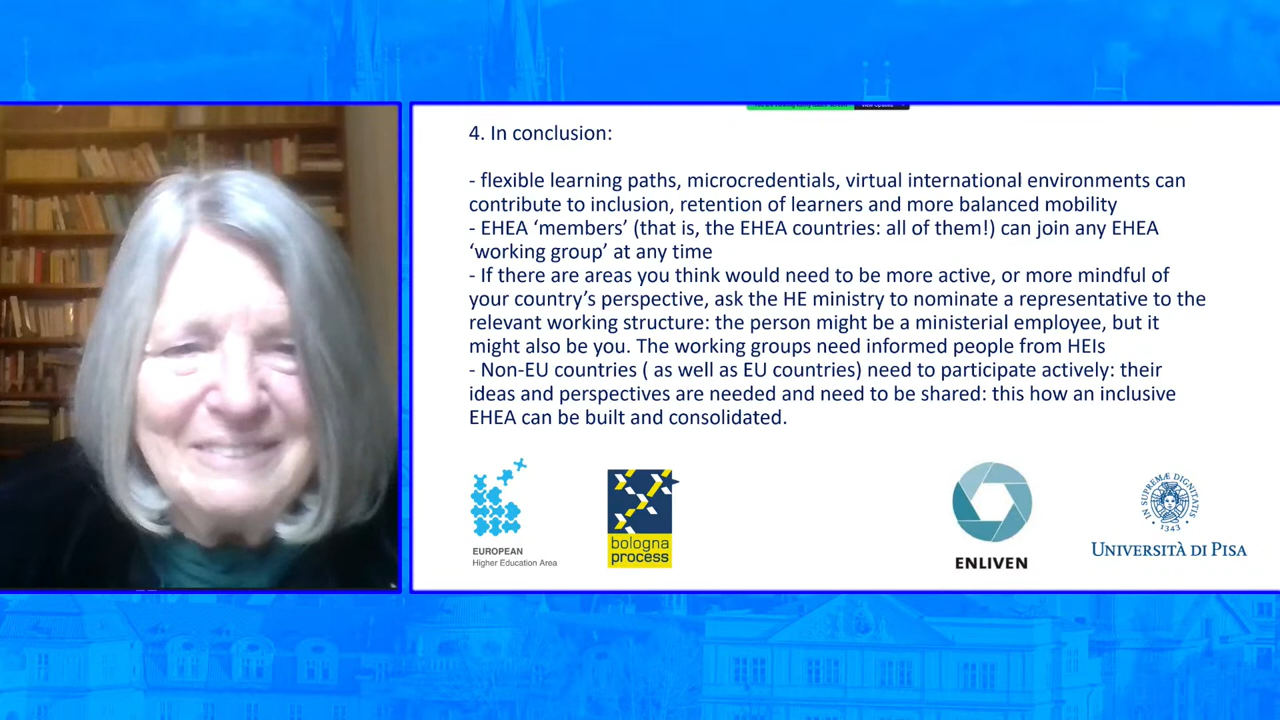 4. In conclusion:
- flexible learning paths, microcredentials, virtual international environments can
contribute to inclusion, retention of learners and more balanced mobility
- EHEA ‘members’ (that is, the EHEA countries: all of them!) can join any EHEA
‘working group’ at any time
- If there are areas you think would need to be more active, or more mindful of
your country’s perspective, ask the HE ministry to nominate a representative to the
relevant working structure: the person might be a ministerial employee, but it
might also be you. The working groups need informed people from HEIs
- Non-EU countries ( as well as EU countries) need to participate actively: their
ideas and perspectives are needed and need to be shared: this how an inclusive
EHEA can be built and consolidated.
EUROPEAN
Higher Education Area
bologna
process
ENLIVEN
IN SUPREMÆ DIGNITATIS
1343
UNIVERSITÀ DI PISA